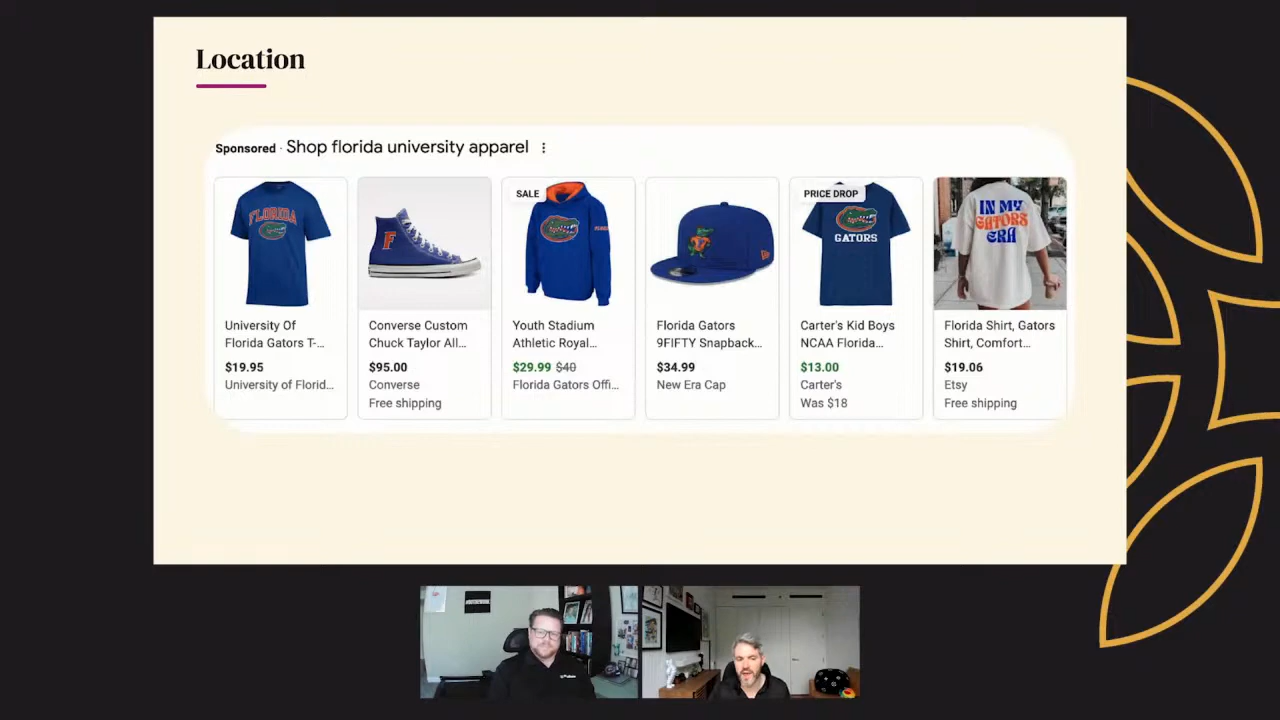 Location
Sponsored · Shop florida university apparel
FLORIDA
University Of
Florida Gators T-...
$19.95
University of Florid...
F
Converse Custom
Chuck Taylor All...
$95.00
Converse
Free shipping
SALE
Youth Stadium
Athletic Royal...
$29.99 $40
Florida Gators Offi...
Florida Gators
9FIFTY Snapback...
$34.99
New Era Cap
PRICE DROP
GATORS
Carter's Kid Boys
NCAA Florida...
$13.00
Carter's
Was $18
IN MY
GATORS
ERA
Florida Shirt, Gators
Shirt, Comfort...
$19.06
Etsy
Free shipping